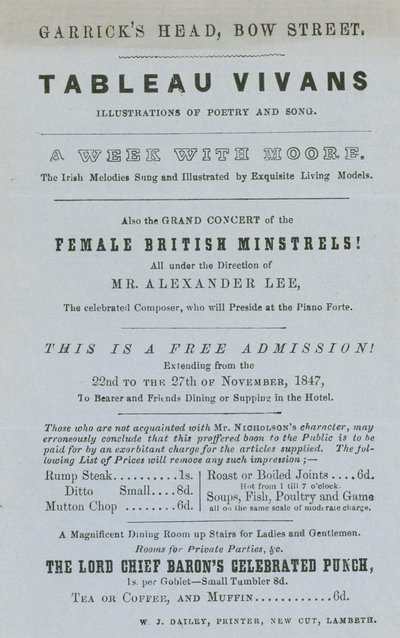 GARRICK'S HEAD, BOW STREET.
TABLEAU VIVANS
ILLUSTRATIONS OF POETRY AND SONG.
A WEEK WITH MOORE.
The Irish Melodies Sung and Illustrated by Exquisite Living Models.
Also the GRAND CONCERT of the
FEMALE BRITISH MINSTRELS!
All under the Direction of
MR. ALEXANDER LEE,
The celebrated Composer, who will Preside at the Piano Forte.
THIS IS A FREE ADMISSION!
Extending from the
22nd TO THE 27th OF NOVEMBER, 1847,
To Bearer and Friends Dining or Supping in the Hotel.
Those who are not acquainted with MR. NICHOLSON'S character, may
erroneously conclude that this proffered boon to the Public is to be
paid for by an exorbitant charge for the articles supplied. The fol-
lowing List of Prices will remove any such impression;—
Rump Steak..........1s.
Ditto Small....8d.
Mutton Chop ........6d.
Roast or Boiled Joints ....6d.
Hot from 1 till 7 o'clock.
Soups, Fish, Poultry and Game
all on the same scale of moderate charge.
A Magnificent Dining Room up Stairs for Ladies and Gentlemen.
Rooms for Private Parties, &c.
THE LORD CHIEF BARON'S CELEBRATED PUNCH,
1s. per Goblet—Small Tumbler 8d.
TEA OR COFFEE, AND MUFFIN............6d.
W. J. DAILEY, PRINTER, NEW CUT, LAMBETH.